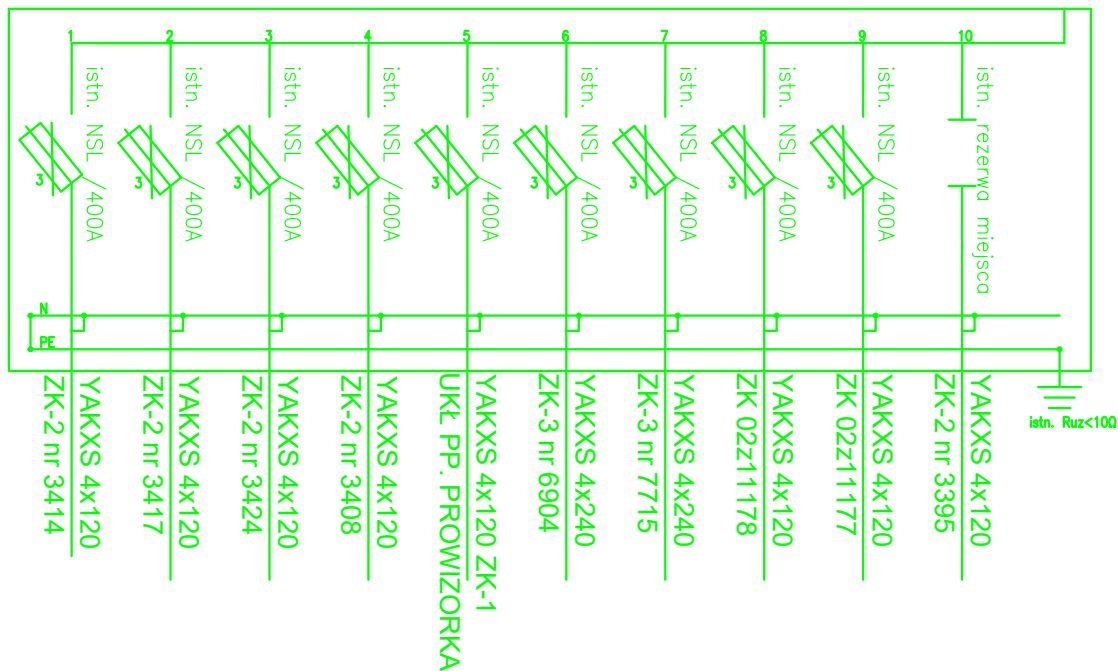 1 2 3 4 5 6 7 8 9 10
istn. NSL
400A
3
istn. NSL
400A
3
istn. NSL
400A
3
istn. NSL
400A
3
istn. NSL
400A
3
istn. NSL
400A
3
istn. NSL
400A
3
istn. NSL
400A
3
istn. NSL
400A
3
istn. rezerwa miejsca
N
PE
YAKXS 4x120
ZK-2 nr 3414
YAKXS 4x120
ZK-2 nr 3417
YAKXS 4x120
ZK-2 nr 3424
YAKXS 4x120
ZK-2 nr 3408
YAKXS 4x120 ZK-1
UKŁ PP. PROWIZORKA
YAKXS 4x240
ZK-3 nr 6904
YAKXS 4x240
ZK-3 nr 7715
YAKXS 4x120
ZK 02z11178
YAKXS 4x120
ZK 02z11177
YAKXS 4x120
ZK-2 nr 3395
istn. Ruz<10Ω